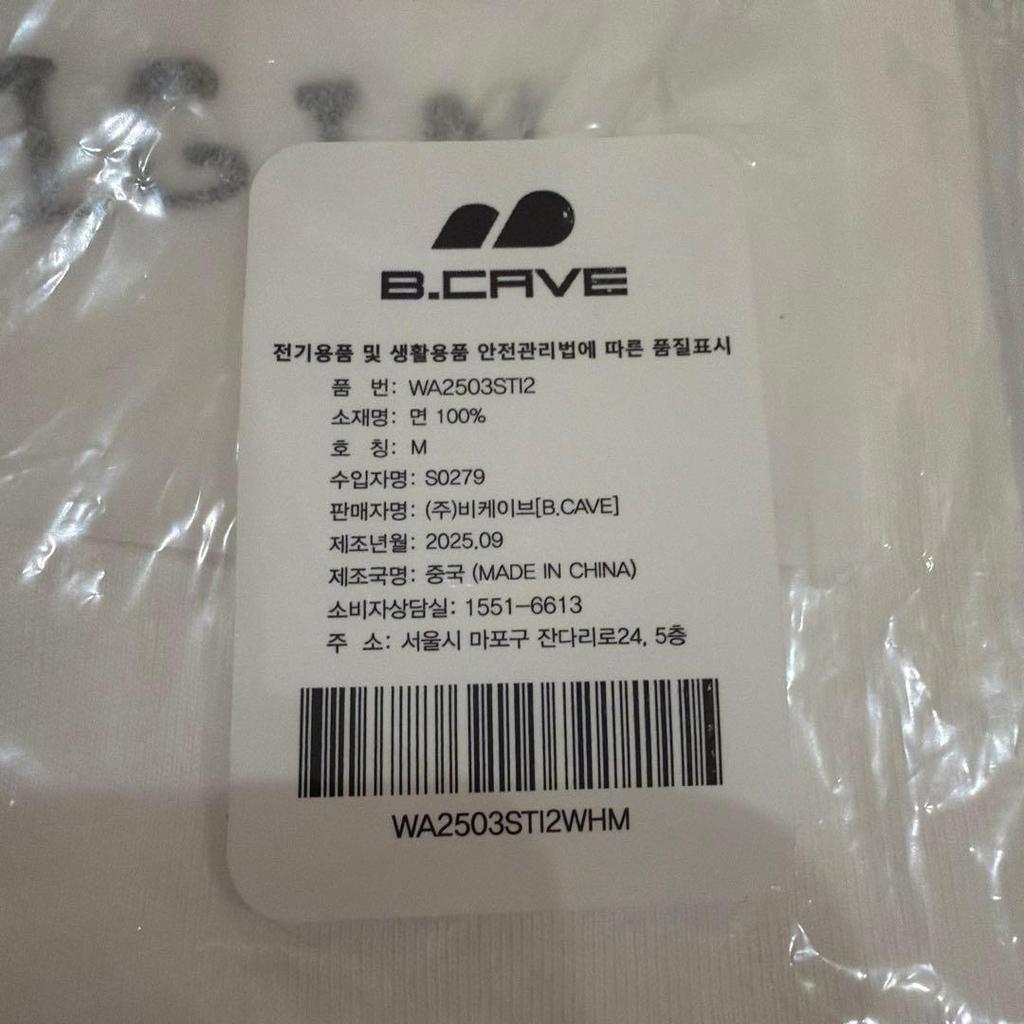 GIM
B.CAVE
전기용품 및 생활용품 안전관리법에 따른 품질표시
품 번: WA2503STI2
소재명: 면 100%
호 칭: M
수입자명: S0279
판매자명: (주)비케이브[B.CAVE]
제조년월: 2025.09
제조국명: 중국 (MADE IN CHINA)
소비자상담실: 1551-6613
주 소: 서울시 마포구 잔다리로24, 5층
WA2503STI2WHM